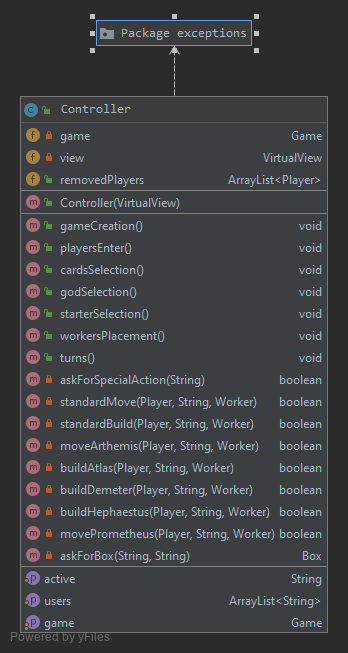 Package exceptions
Controller
game Game
view VirtualView
removedPlayers ArrayList<Player>
Controller(VirtualView)
gameCreation() void
playersEnter() void
cardsSelection() void
godSelection() void
starterSelection() void
workersPlacement() void
turns() void
askForSpecialAction(String) boolean
standardMove(Player, String, Worker) boolean
standardBuild(Player, String, Worker) boolean
moveArthemis(Player, String, Worker) boolean
buildAtlas(Player, String, Worker) boolean
buildDemeter(Player, String, Worker) boolean
buildHephaestus(Player, String, Worker) boolean
movePrometheus(Player, String, Worker) boolean
askForBox(String, String) Box
active String
users ArrayList<String>
game Game
Powered by yFiles